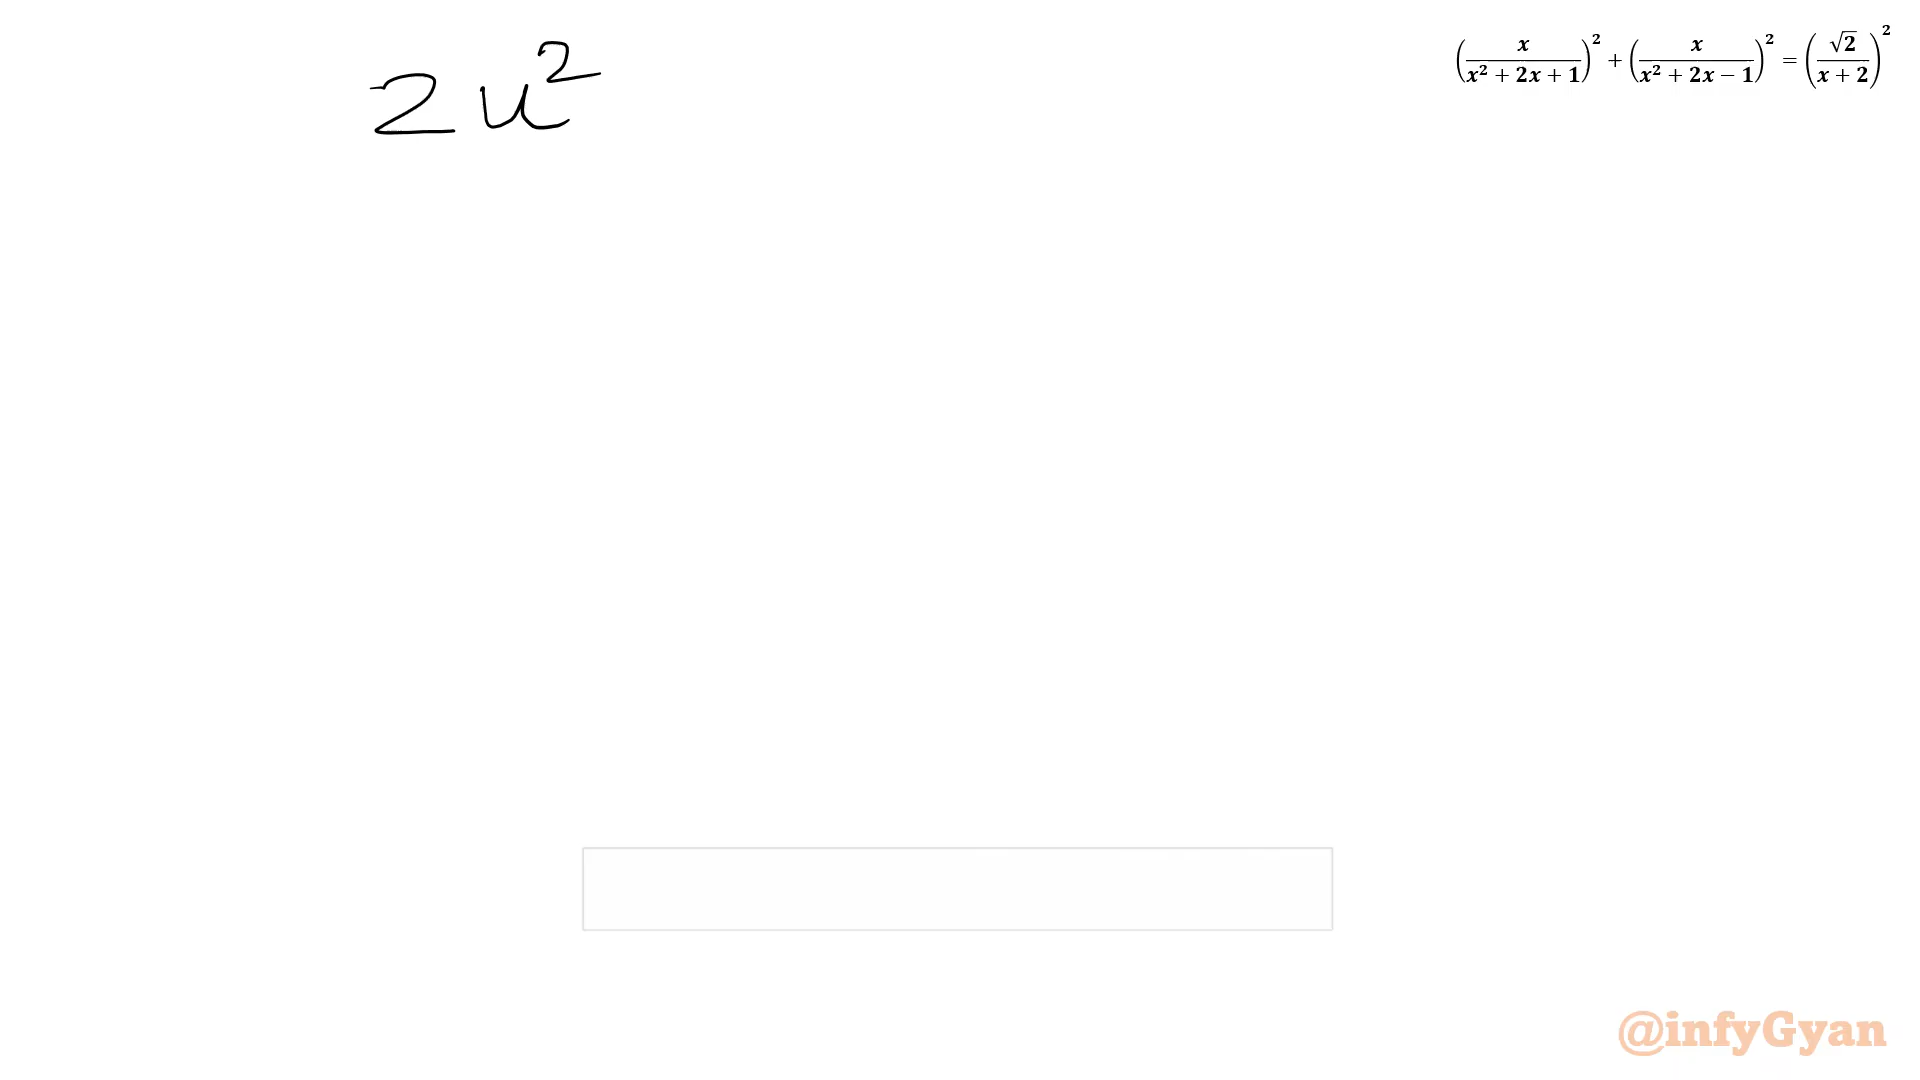 2u²
(x/(x² + 2x + 1))² + (x/(x² + 2x − 1))² = (√2/(x + 2))²
@infyGyan